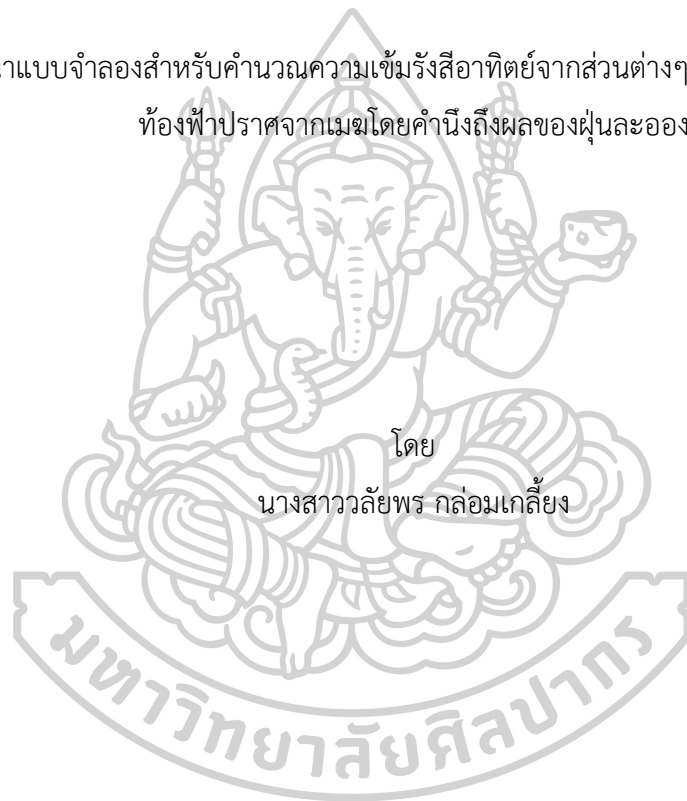 าแบบจำลองสำหรับคำนวณความเข้มรังสีอาทิตย์จากส่วนต่างๆ
ท้องฟ้าปราศจากเมฆโดยคำนึงถึงผลของฝุ่นละออง
โดย
นางสาววลัยพร กล่อมเกลี้ยง
มหาวิทยาลัยศิลปากร